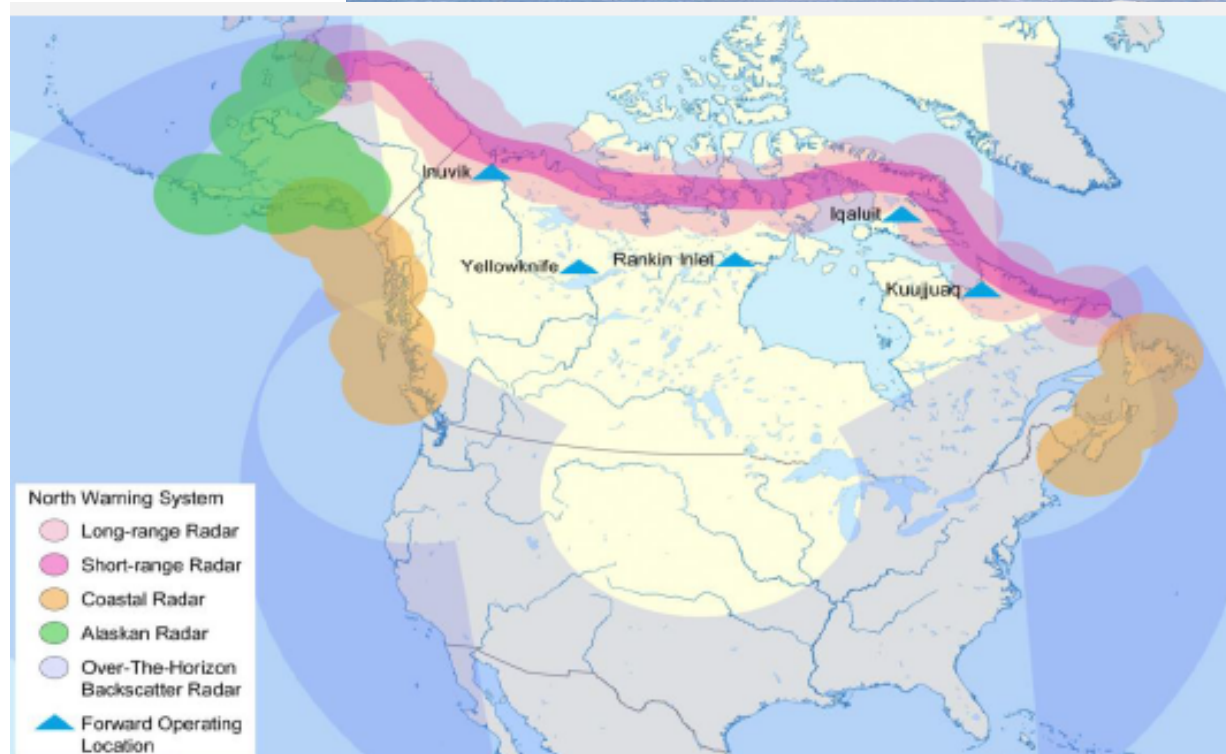 Inuvik
Iqaluit
Yellowknife
Rankin Inlet
Kuujjuaq
North Warning System
Long-range Radar
Short-range Radar
Coastal Radar
Alaskan Radar
Over-The-Horizon
Backscatter Radar
Forward Operating
Location